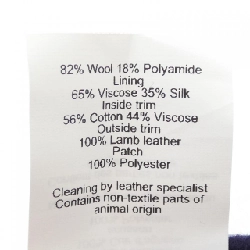 82% Wool 18% Polyamide
Lining
65% Viscose 35% Silk
Inside trim
56% Cotton 44% Viscose
Outside trim
100% Lamb leather
Patch
100% Polyester
Cleaning by leather specialist
Contains non-textile parts of
animal origin